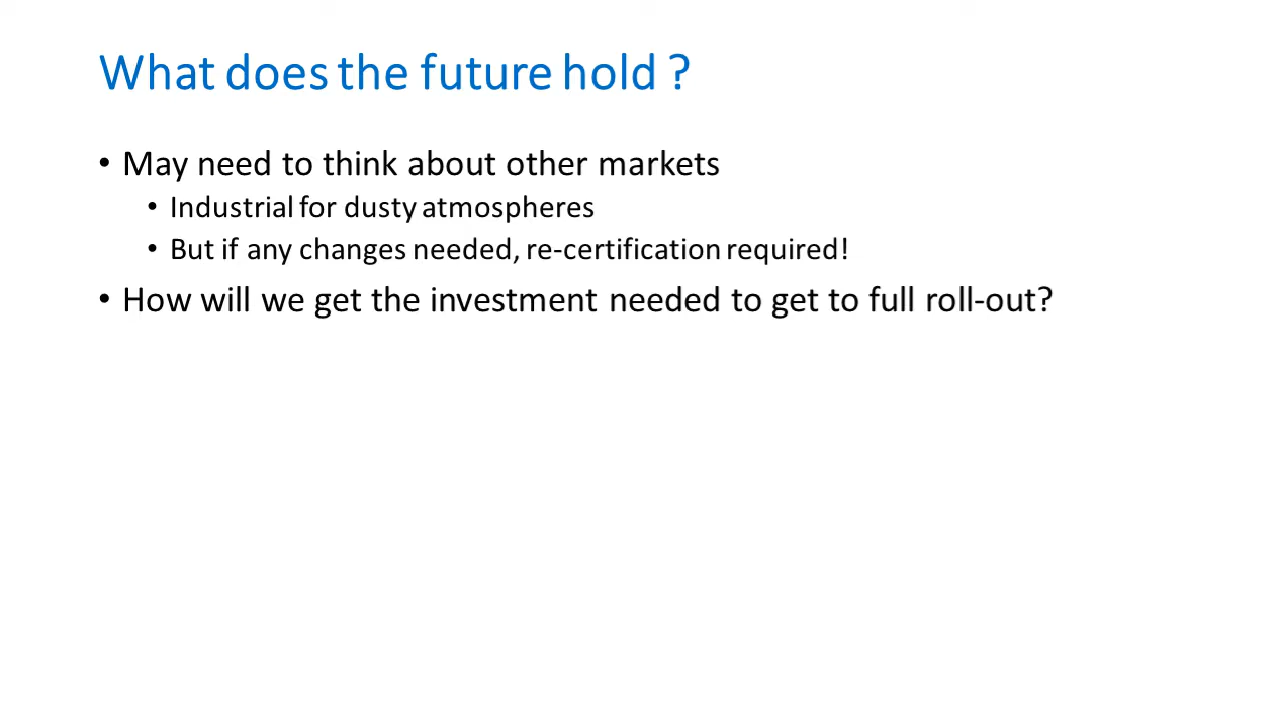 What does the future hold ?
• May need to think about other markets
• Industrial for dusty atmospheres
• But if any changes needed, re-certification required!
• How will we get the investment needed to get to full roll-out?